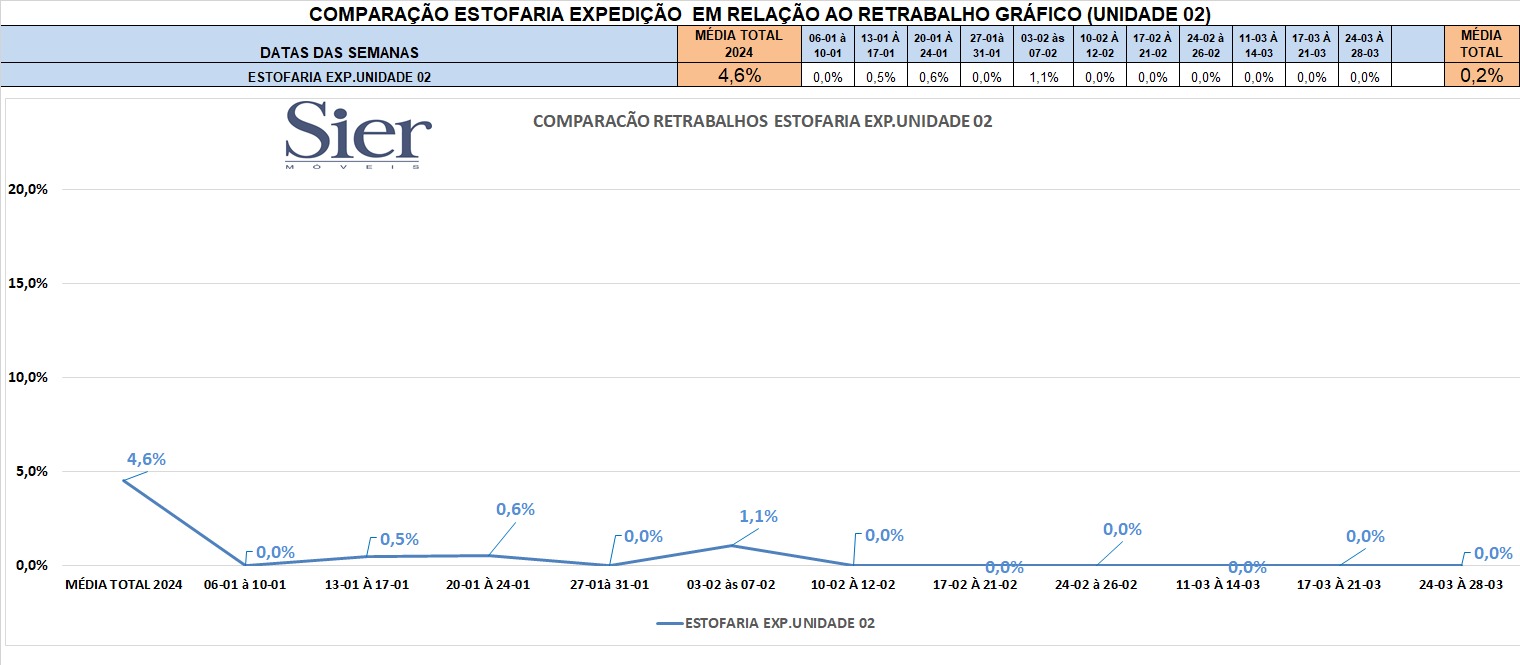 COMPARAÇÃO ESTOFARIA EXPEDIÇÃO EM RELAÇÃO AO RETRABALHO GRÁFICO (UNIDADE 02)
DATAS DAS SEMANAS MÉDIA TOTAL 2024 06-01 à 10-01 13-01 À 17-01 20-01 À 24-01 27-01à 31-01 03-02 às 07-02 10-02 À 12-02 17-02 À 21-02 24-02 à 26-02 11-03 À 14-03 17-03 À 21-03 24-03 À 28-03 MÉDIA TOTAL
ESTOFARIA EXP.UNIDADE 02 4,6% 0,0% 0,5% 0,6% 0,0% 1,1% 0,0% 0,0% 0,0% 0,0% 0,0% 0,0% 0,2%
Sier
MÓVEIS
COMPARACÃO RETRABALHOS ESTOFARIA EXP.UNIDADE 02
20,0%
15,0%
10,0%
5,0%
0,0%
4,6% 0,0% 0,5% 0,6% 0,0% 1,1% 0,0% 0,0% 0,0% 0,0% 0,0% 0,0%
MÉDIA TOTAL 2024 06-01 à 10-01 13-01 À 17-01 20-01 À 24-01 27-01à 31-01 03-02 às 07-02 10-02 À 12-02 17-02 À 21-02 24-02 à 26-02 11-03 À 14-03 17-03 À 21-03 24-03 À 28-03
ESTOFARIA EXP.UNIDADE 02